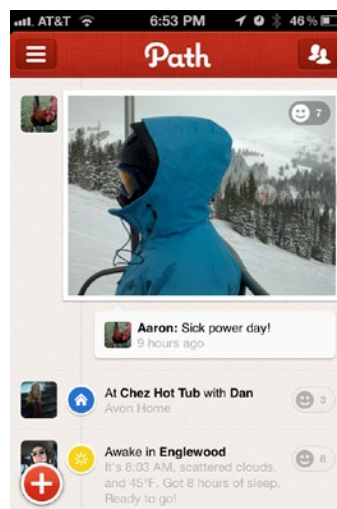 AT&T 6:53 PM 46%
Path
7
Aaron: Sick power day!
9 hours ago
At Chez Hot Tub with Dan
Avon Home
3
Awake in Englewood
It's 8:03 AM, scattered clouds,
and 45°F. Got 8 hours of sleep.
Ready to go!
8